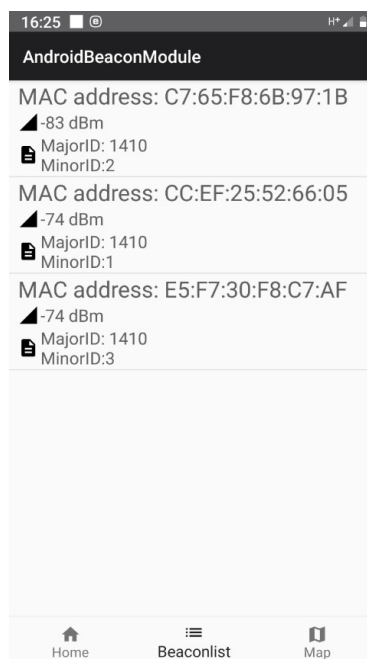 16:25
H+
AndroidBeaconModule
MAC address: C7:65:F8:6B:97:1B
-83 dBm
MajorID: 1410
MinorID:2
MAC address: CC:EF:25:52:66:05
-74 dBm
MajorID: 1410
MinorID:1
MAC address: E5:F7:30:F8:C7:AF
-74 dBm
MajorID: 1410
MinorID:3
Home Beaconlist Map